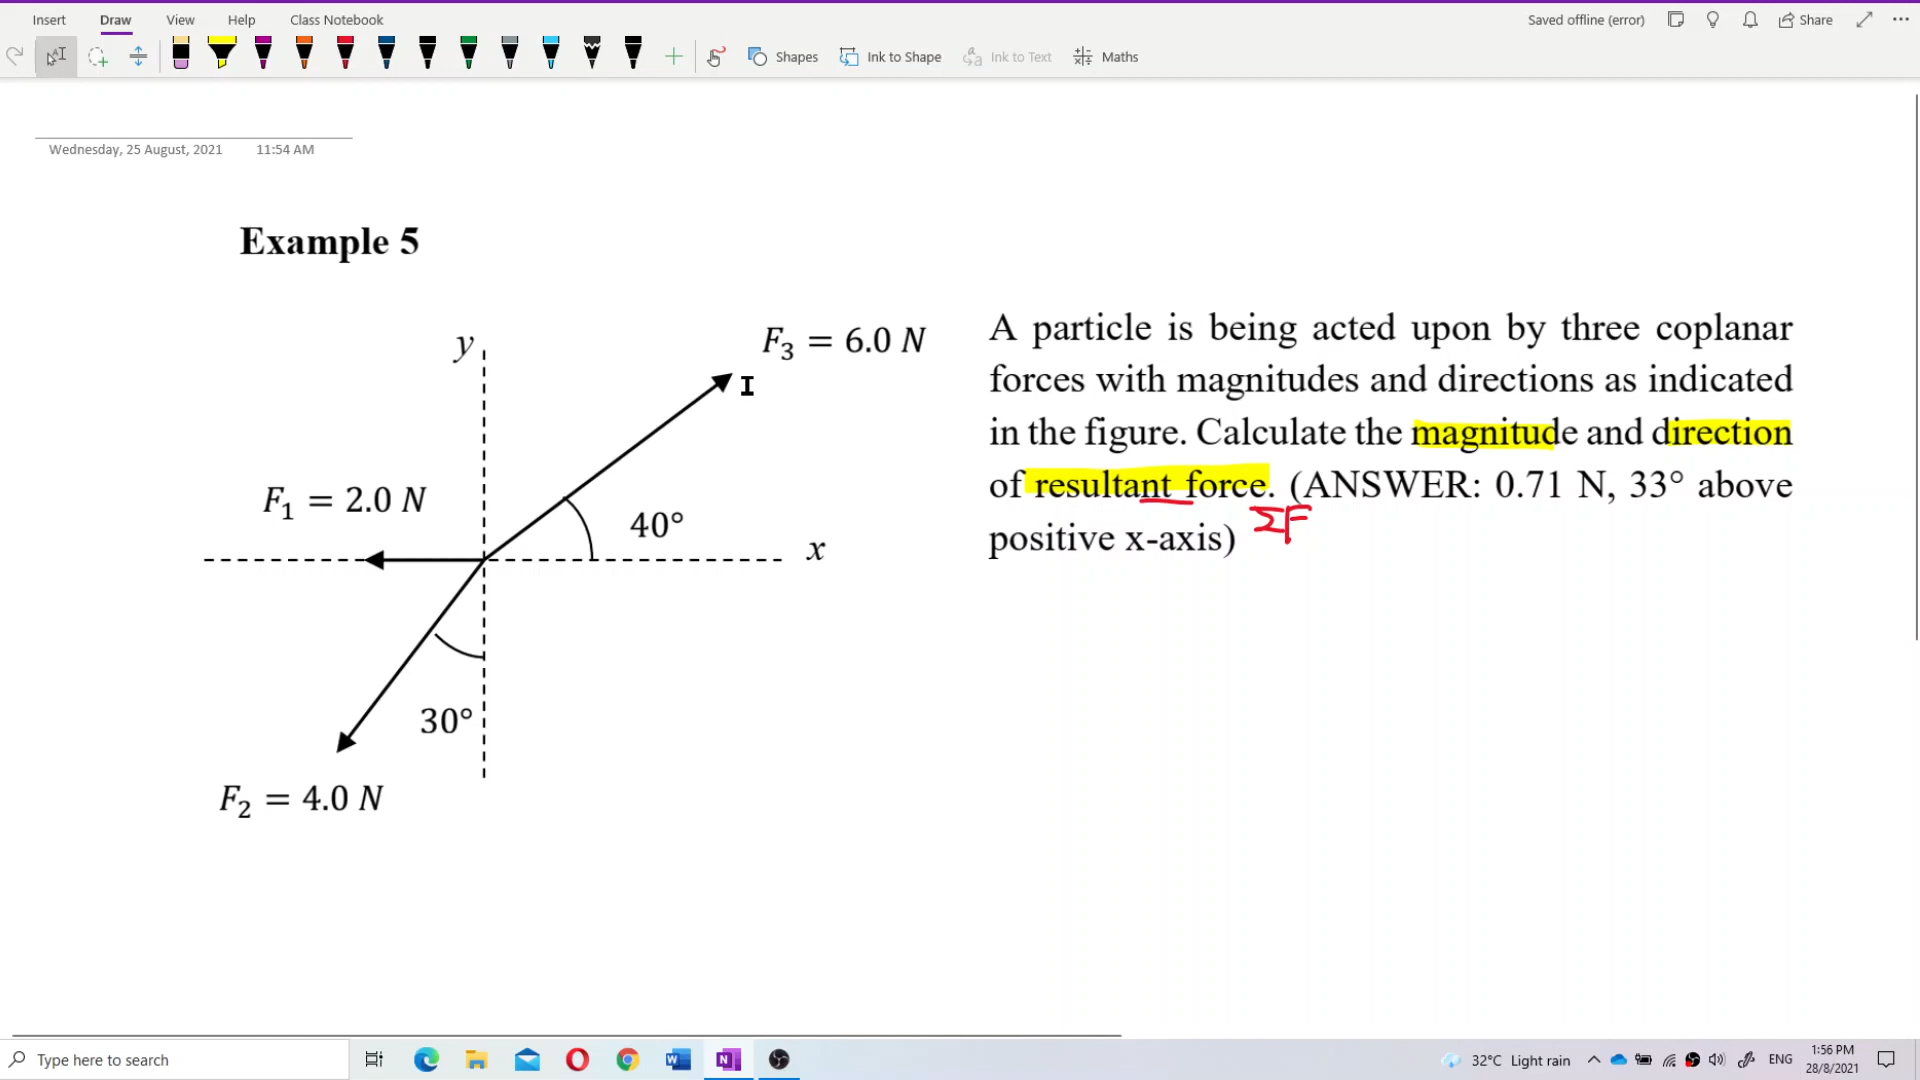 Insert Draw View Help Class Notebook Saved offline (error) Share
Shapes Ink to Shape Ink to Text Maths
Wednesday, 25 August, 2021 11:54 AM
Example 5
y
F₃ = 6.0 N
F₁ = 2.0 N
40°
x
30°
F₂ = 4.0 N
A particle is being acted upon by three coplanar
forces with magnitudes and directions as indicated
in the figure. Calculate the magnitude and direction
of resultant force. (ANSWER: 0.71 N, 33° above
ΣF
positive x-axis)
Type here to search
32°C Light rain ENG 1:56 PM
28/8/2021